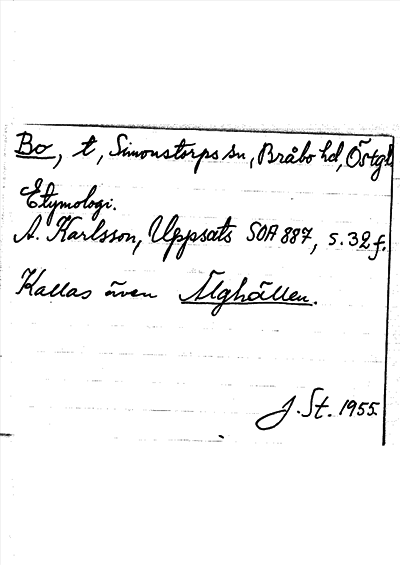 Bo, t, Simonstorps sn, Bråbo hd, Östgl
Etymologi.
A. Karlsson, Uppsats SOA 887, s. 32 f.
Kallas även Älghällen.
J. St. 1955.